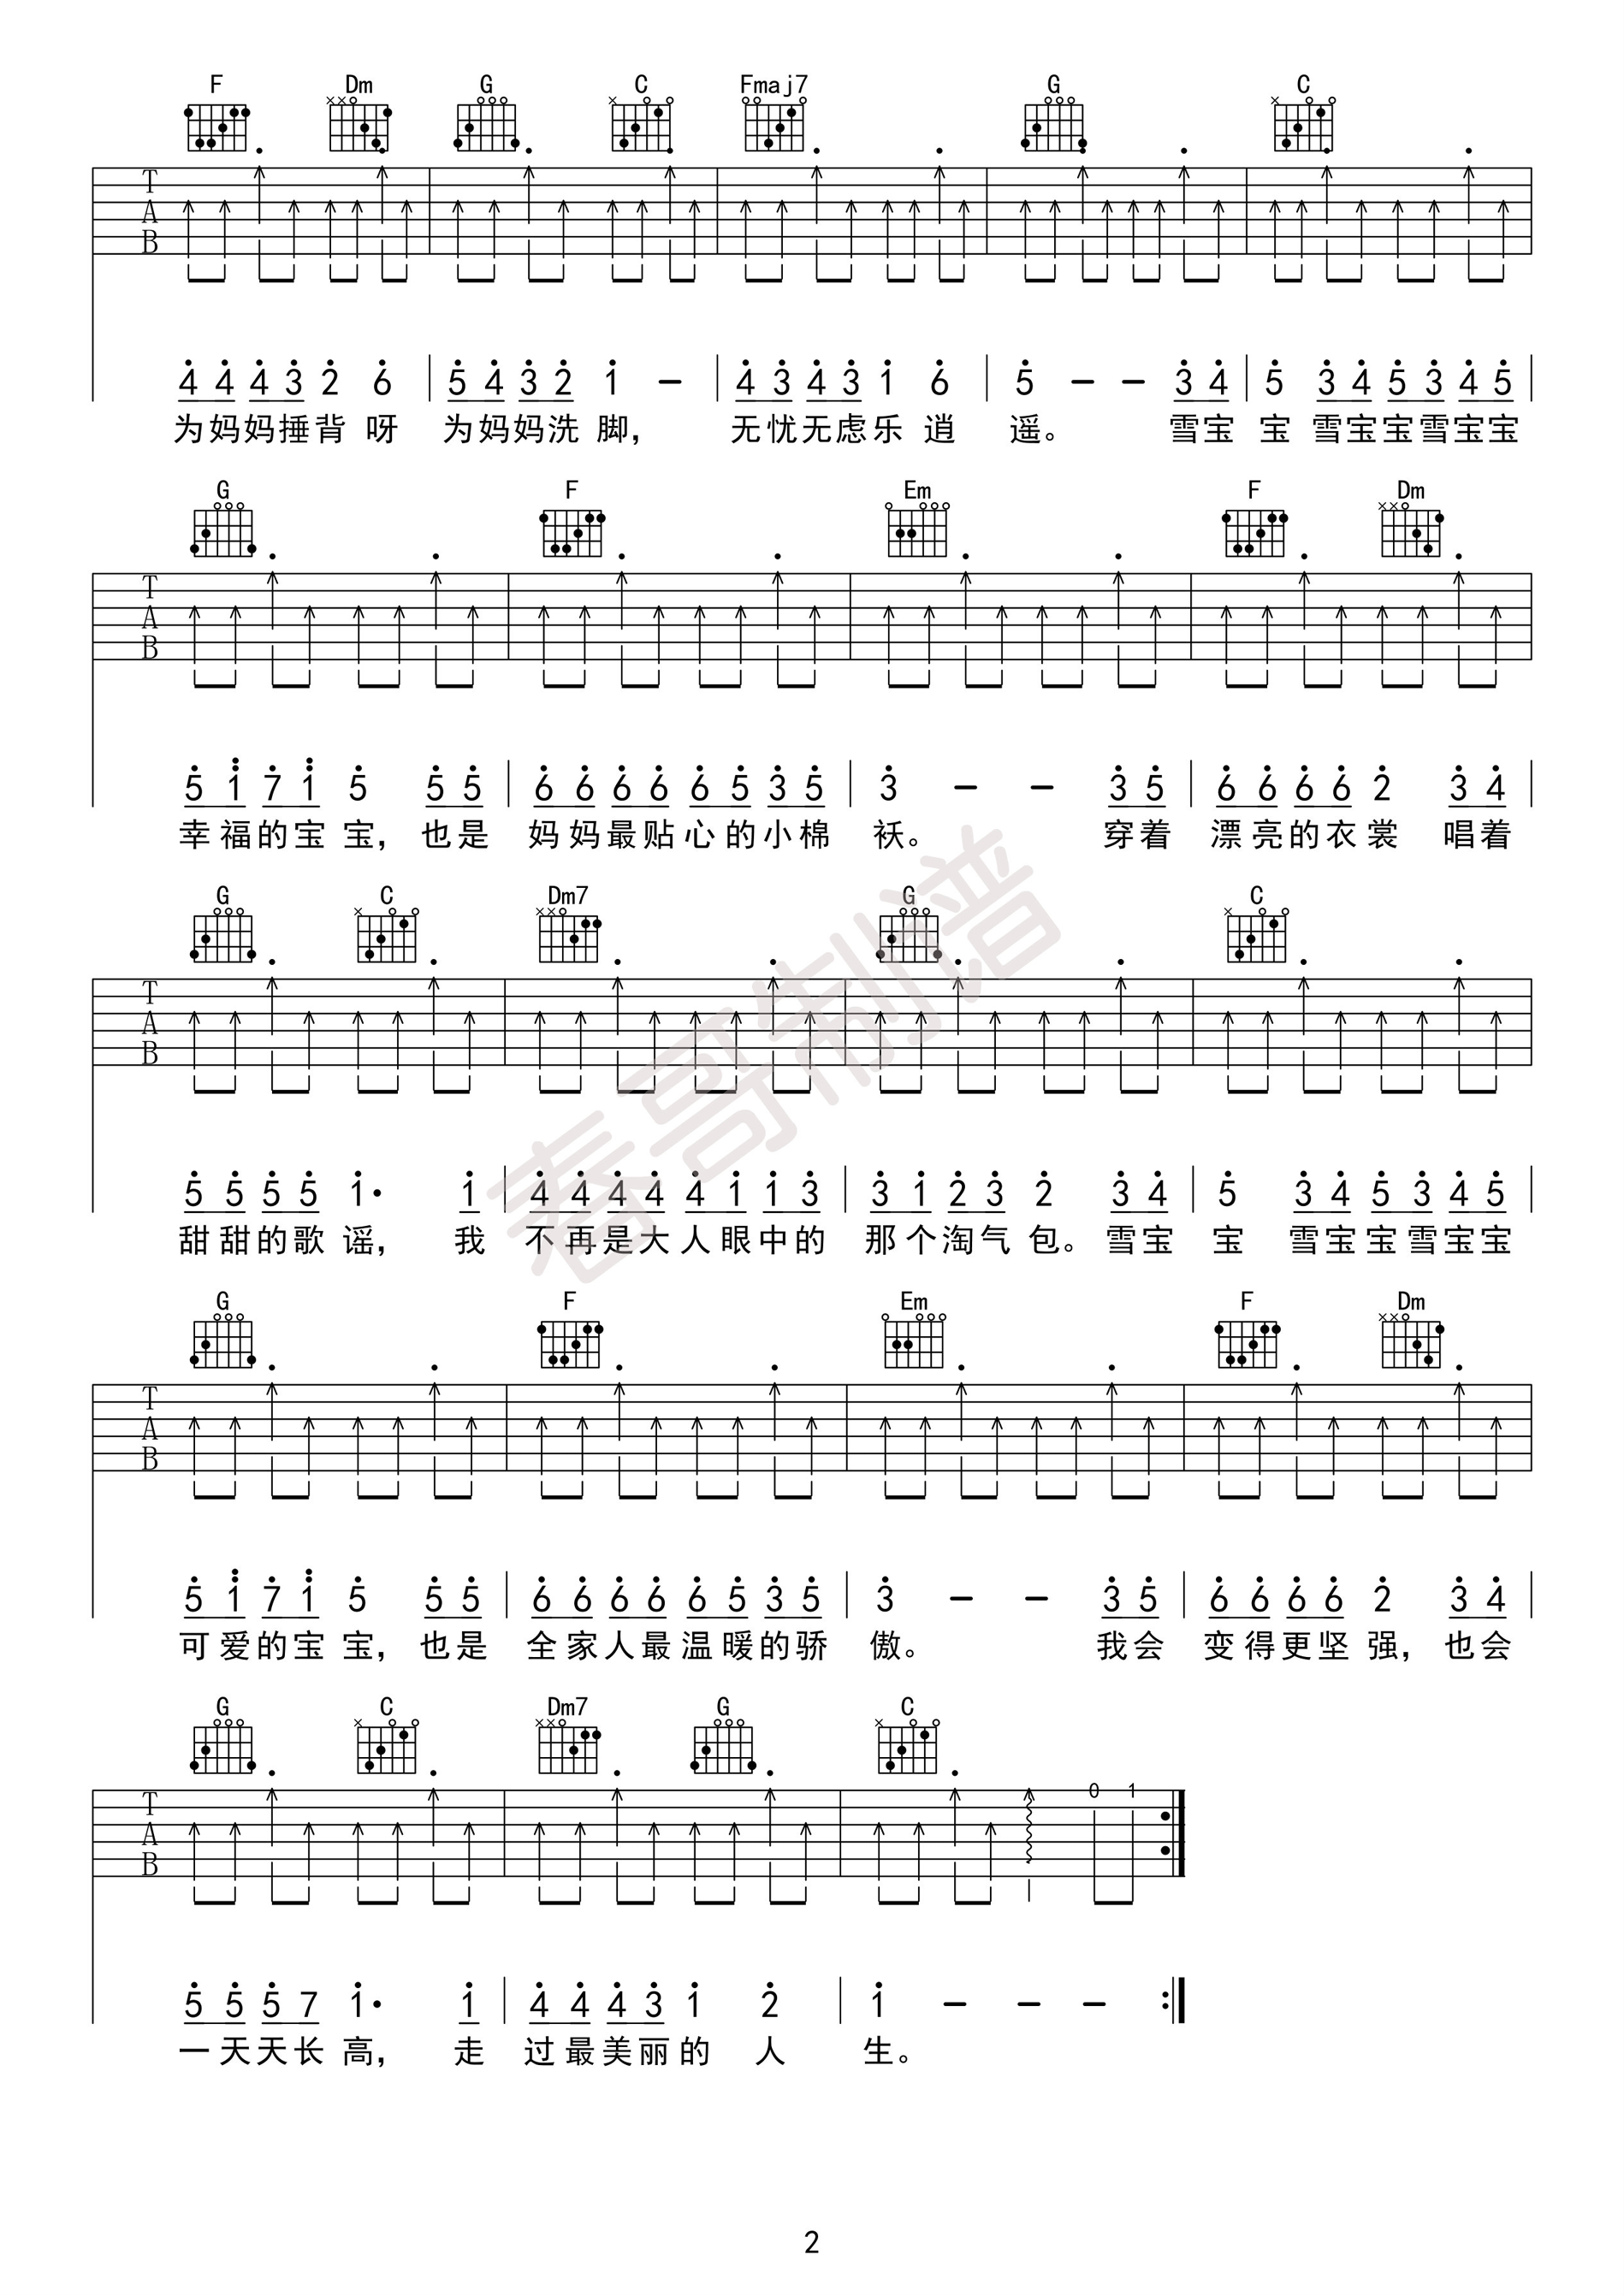 F Dm G C Fmaj7 G C
T
A
B
4 4 4 3 2 6 | 5 4 3 2 1 - | 4 3 4 3 1 6 | 5 - - 3 4 | 5 3 4 5 3 4 5 |
为妈妈捶背呀 为妈妈洗脚， 无忧无虑乐逍遥。 雪宝宝 雪宝宝雪宝宝
G F Em F Dm
T
A
B
5 1 7 1 5 5 5 | 6 6 6 6 6 5 3 5 | 3 - - 3 5 | 6 6 6 6 2 3 4 |
幸福的宝宝，也是 妈妈最贴心的小棉袄。 穿着漂亮的衣裳 唱着
G C Dm7 G C
T
A
B
5 5 5 5 1· 1 | 4 4 4 4 4 1 1 3 | 3 1 2 3 2 3 4 | 5 3 4 5 3 4 5 |
甜甜的歌谣， 我 不再是大人眼中的 那个淘气包。雪宝宝 雪宝宝雪宝宝
春哥制谱
G F Em F Dm
T
A
B
5 1 7 1 5 5 5 | 6 6 6 6 6 5 3 5 | 3 - - 3 5 | 6 6 6 6 2 3 4 |
可爱的宝宝，也是 全家人最温暖的骄傲。 我会变得更坚强，也会
G C Dm7 G C
T
A
B
0 1
5 5 5 7 1· 1 | 4 4 4 3 1 2 | 1 - - - :|
一天天长高， 走 过最美丽的人生。
2